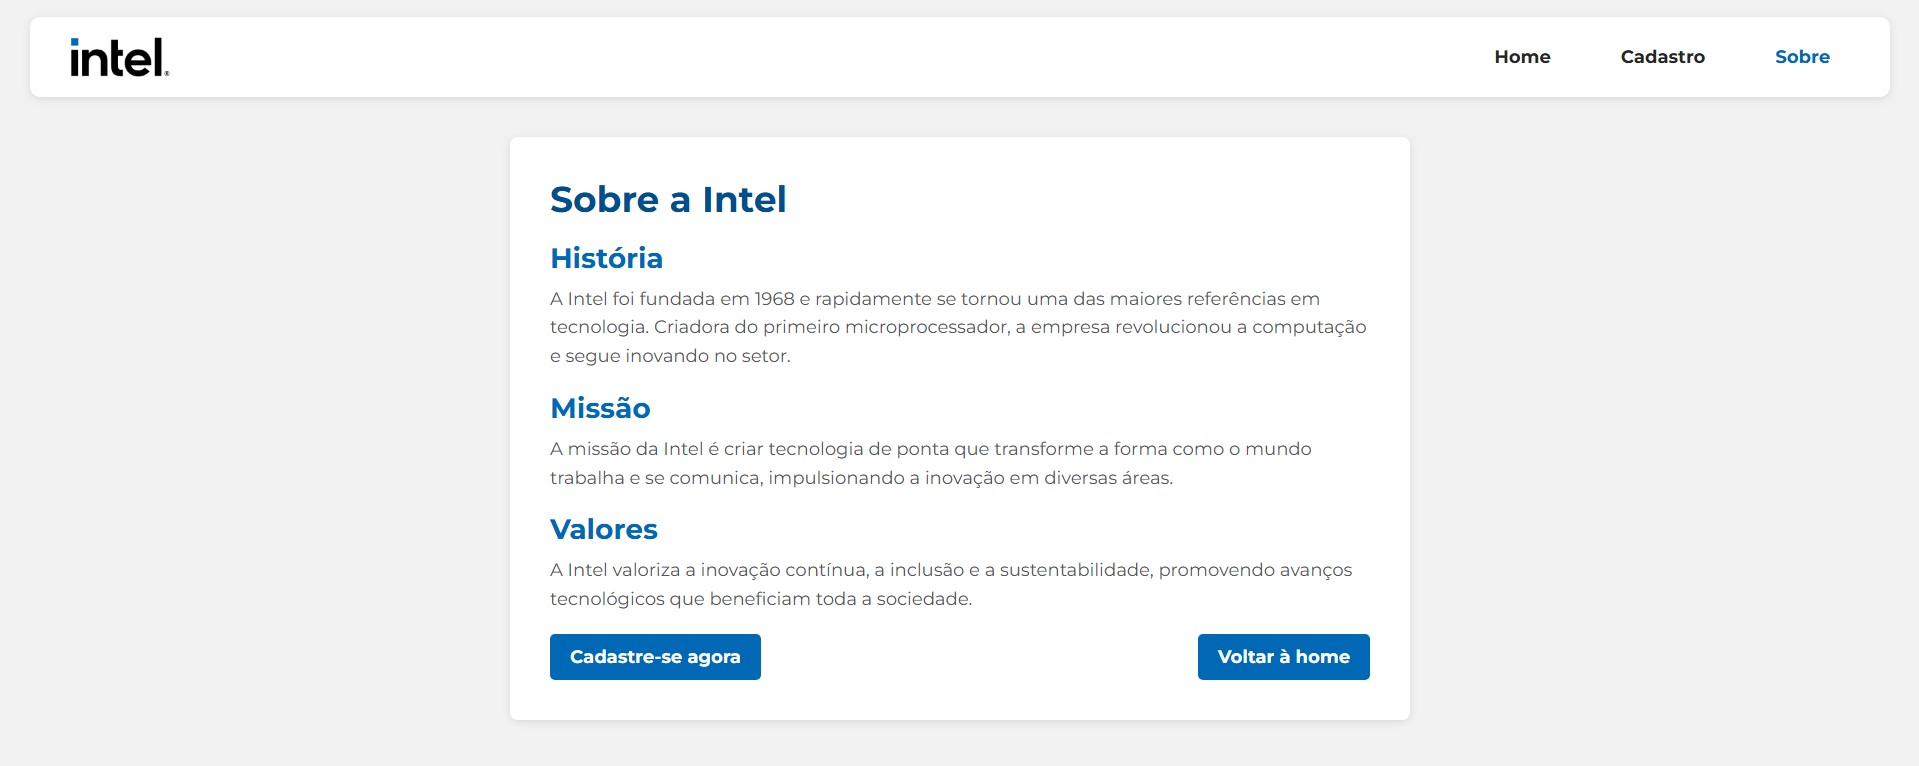 intel®
Home Cadastro Sobre
Sobre a Intel
História
A Intel foi fundada em 1968 e rapidamente se tornou uma das maiores referências em
tecnologia. Criadora do primeiro microprocessador, a empresa revolucionou a computação
e segue inovando no setor.
Missão
A missão da Intel é criar tecnologia de ponta que transforme a forma como o mundo
trabalha e se comunica, impulsionando a inovação em diversas áreas.
Valores
A Intel valoriza a inovação contínua, a inclusão e a sustentabilidade, promovendo avanços
tecnológicos que beneficiam toda a sociedade.
Cadastre-se agora Voltar à home